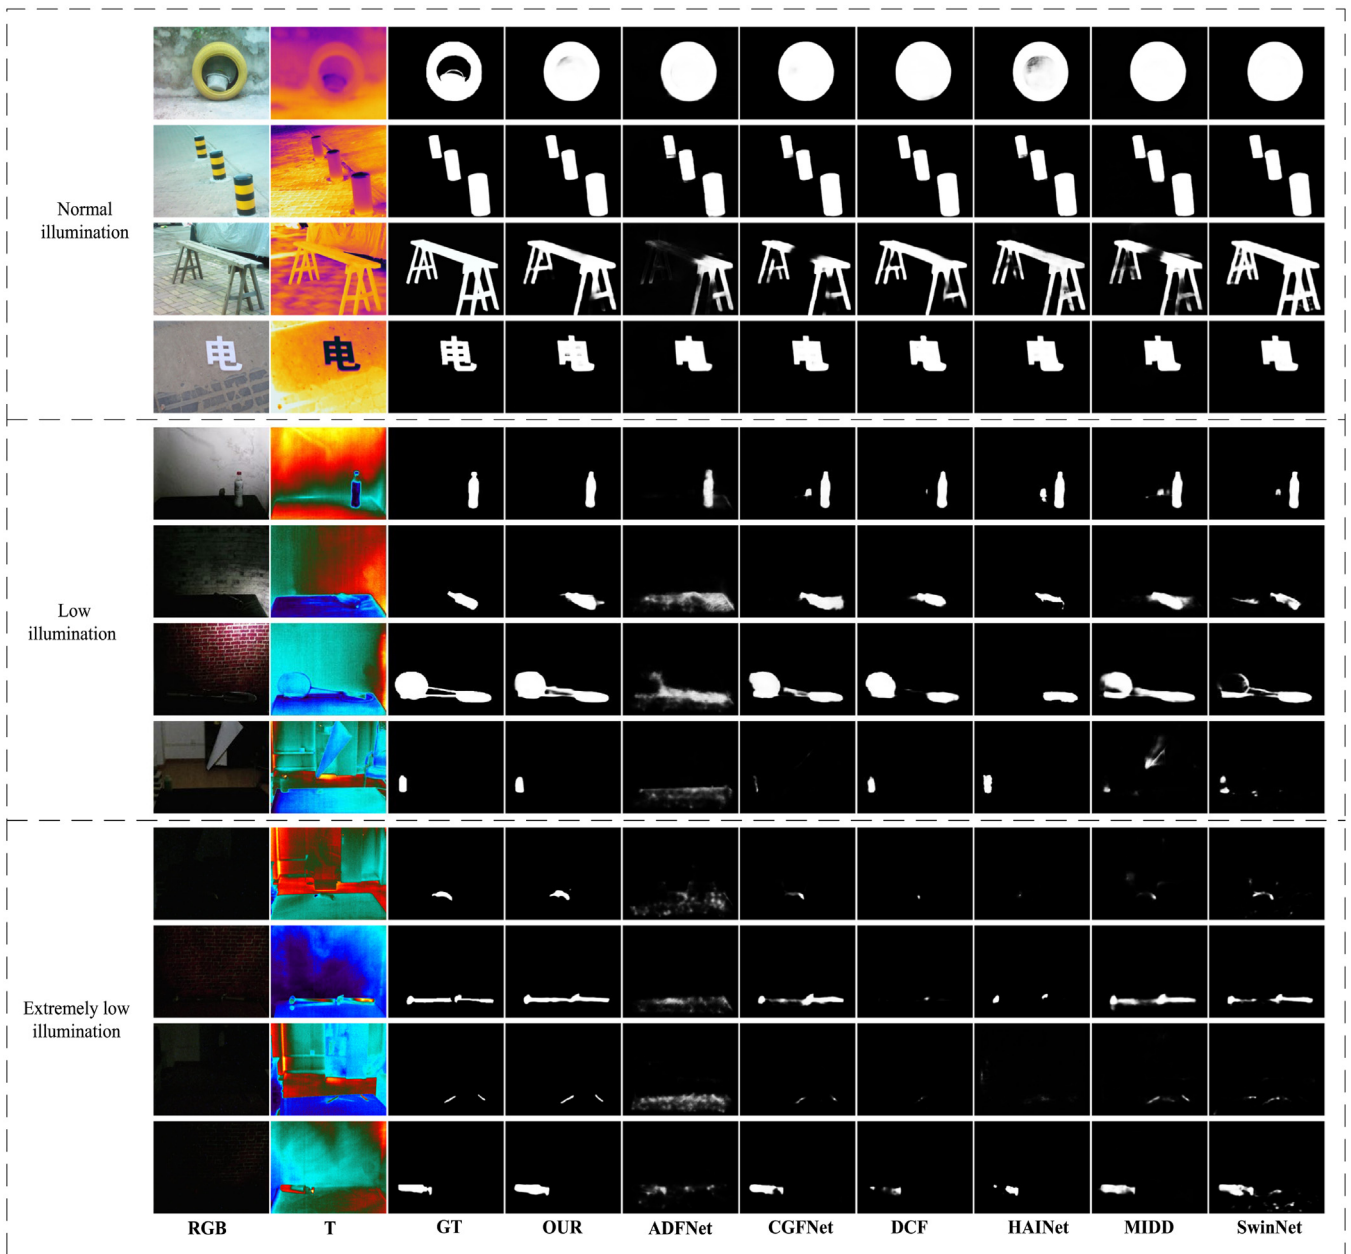 Normal
illumination
电
电
Low
illumination
Extremely low
illumination
RGB T GT OUR ADFNet CGFNet DCF HAINet MIDD SwinNet